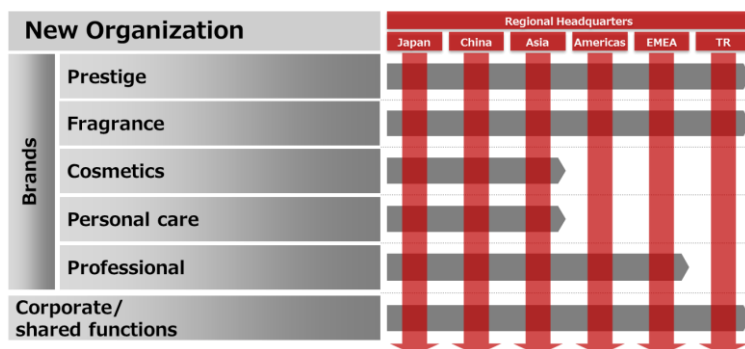 New Organization
Regional Headquarters
Japan
China
Asia
Americas
EMEA
TR
Brands
Prestige
Fragrance
Cosmetics
Personal care
Professional
Corporate/
shared functions